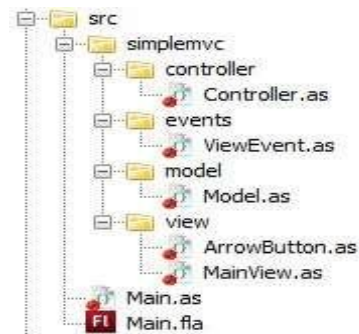 src
simplemvc
controller
Controller.as
events
ViewEvent.as
model
Model.as
view
ArrowButton.as
MainView.as
Main.as
FL Main.fla